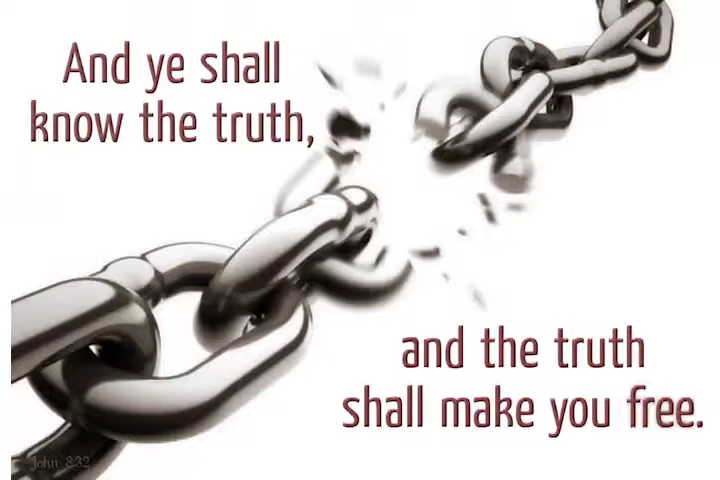 And ye shall
know the truth,
and the truth
shall make you free.
John 8:32